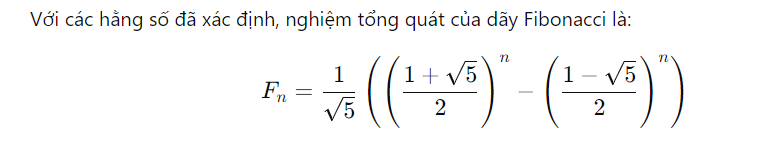 Với các hằng số đã xác định, nghiệm tổng quát của dãy Fibonacci là:
$F_n = \frac{1}{\sqrt{5}} \left( \left( \frac{1 + \sqrt{5}}{2} \right)^n - \left( \frac{1 - \sqrt{5}}{2} \right)^n \right)$